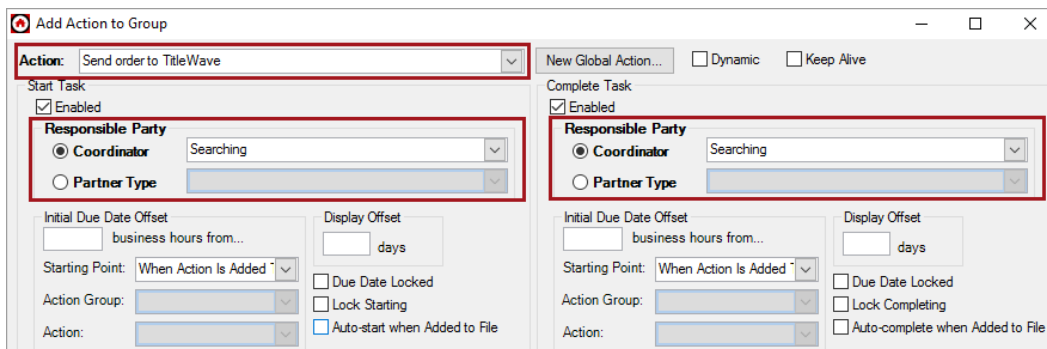 Add Action to Group
Action: Send order to TitleWave New Global Action... Dynamic Keep Alive
Start Task Complete Task
Enabled Enabled
Responsible Party Responsible Party
Coordinator Searching Coordinator Searching
Partner Type Partner Type
Initial Due Date Offset Display Offset Initial Due Date Offset Display Offset
business hours from... days business hours from... days
Starting Point: When Action Is Added Starting Point: When Action Is Added
Due Date Locked Due Date Locked
Action Group: Lock Starting Action Group: Lock Completing
Action: Auto-start when Added to File Action: Auto-complete when Added to File